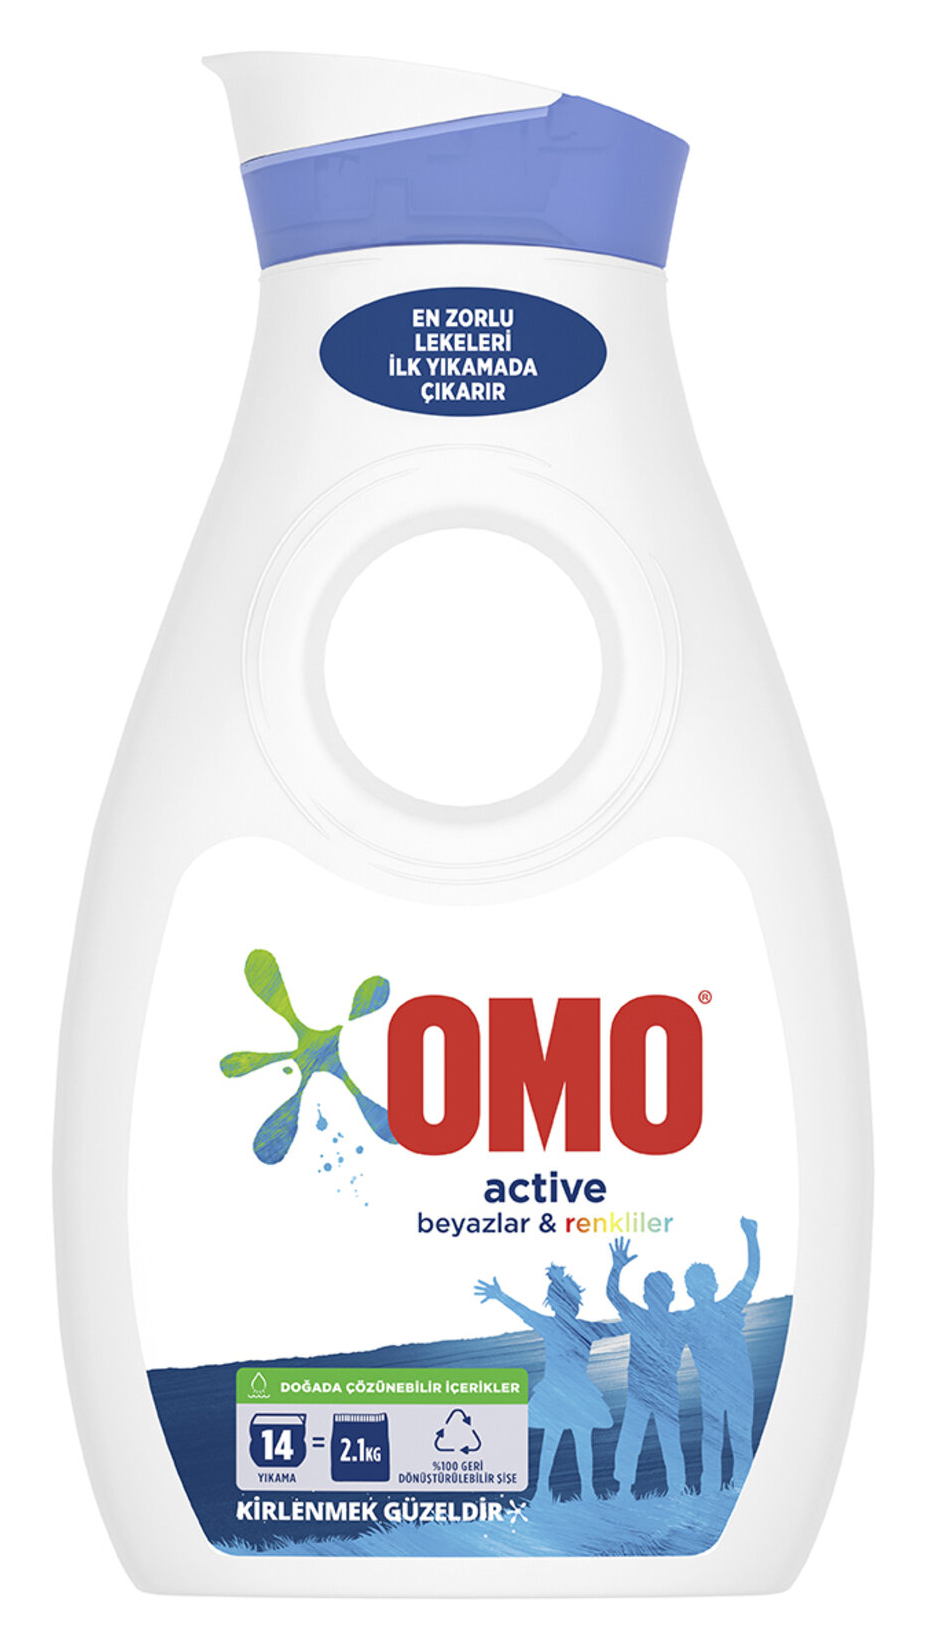 EN ZORLU
LEKELERİ
İLK YIKAMADA
ÇIKARIR
OMO®
active
beyazlar & renkliler
DOĞADA ÇÖZÜNEBİLİR İÇERİKLER
14 = 2.1KG
YIKAMA
%100 GERİ
DÖNÜŞTÜRÜLEBİLİR ŞİŞE
KİRLENMEK GÜZELDİR